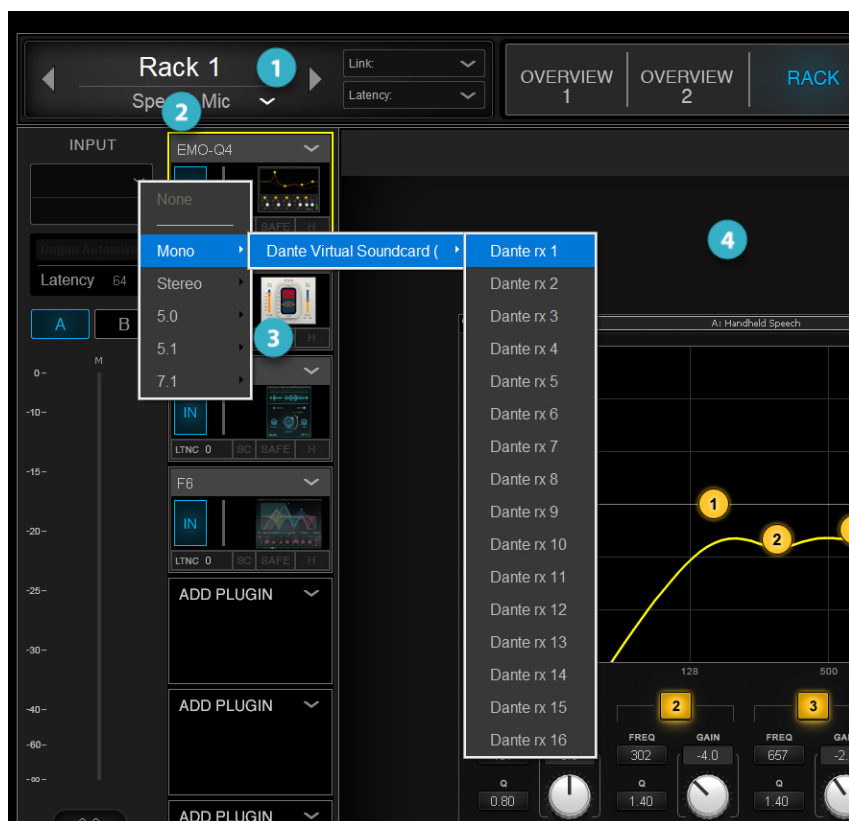 Rack 1
1
Link:
Latency:
OVERVIEW
1
OVERVIEW
2
RACK
Mic
2
INPUT
EMO-Q4
SAFE H
None
Mono
Dante Virtual Soundcard (
Stereo
5.0
5.1
7.1
3
Dante rx 1
Dante rx 2
Dante rx 3
Dante rx 4
Dante rx 5
Dante rx 6
Dante rx 7
Dante rx 8
Dante rx 9
Dante rx 10
Dante rx 11
Dante rx 12
Dante rx 13
Dante rx 14
Dante rx 15
Dante rx 16
4
Dugan Automixer
Latency 64
A B
M
0-
-10-
-15-
-20-
-25-
-30-
-40-
-60-
-∞-
H
IN
LTNC 0 SC SAFE H
F6
IN
LTNC 0 SC SAFE H
ADD PLUGIN
ADD PLUGIN
ADD PLUGIN
A: Handheld Speech
1
2
128 500
2 3
FREQ GAIN FREQ
302 -4.0 657
Q Q Q
0.80 1.40 1.40